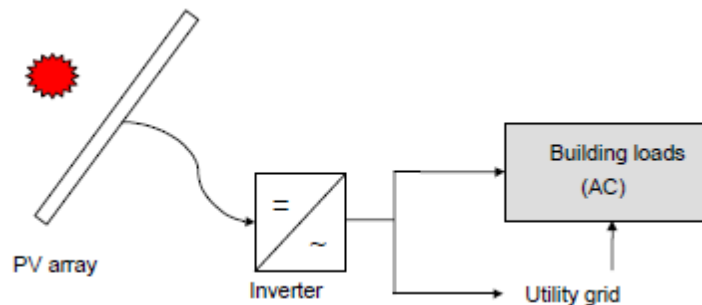 Building loads
(AC)
=
~
PV array
Inverter
Utility grid